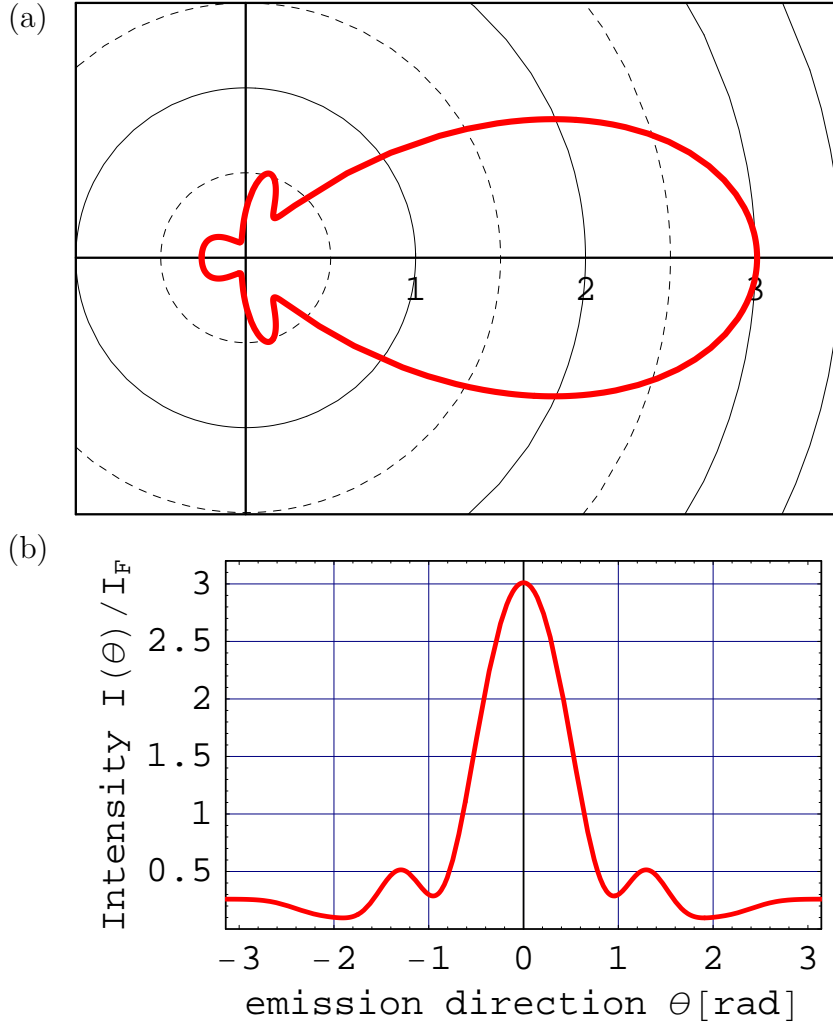 (a)
1 2 3
(b)
Intensity I(θ)/I_F
3
2.5
2
1.5
1
0.5
−3 −2 −1 0 1 2 3
emission direction θ[rad]